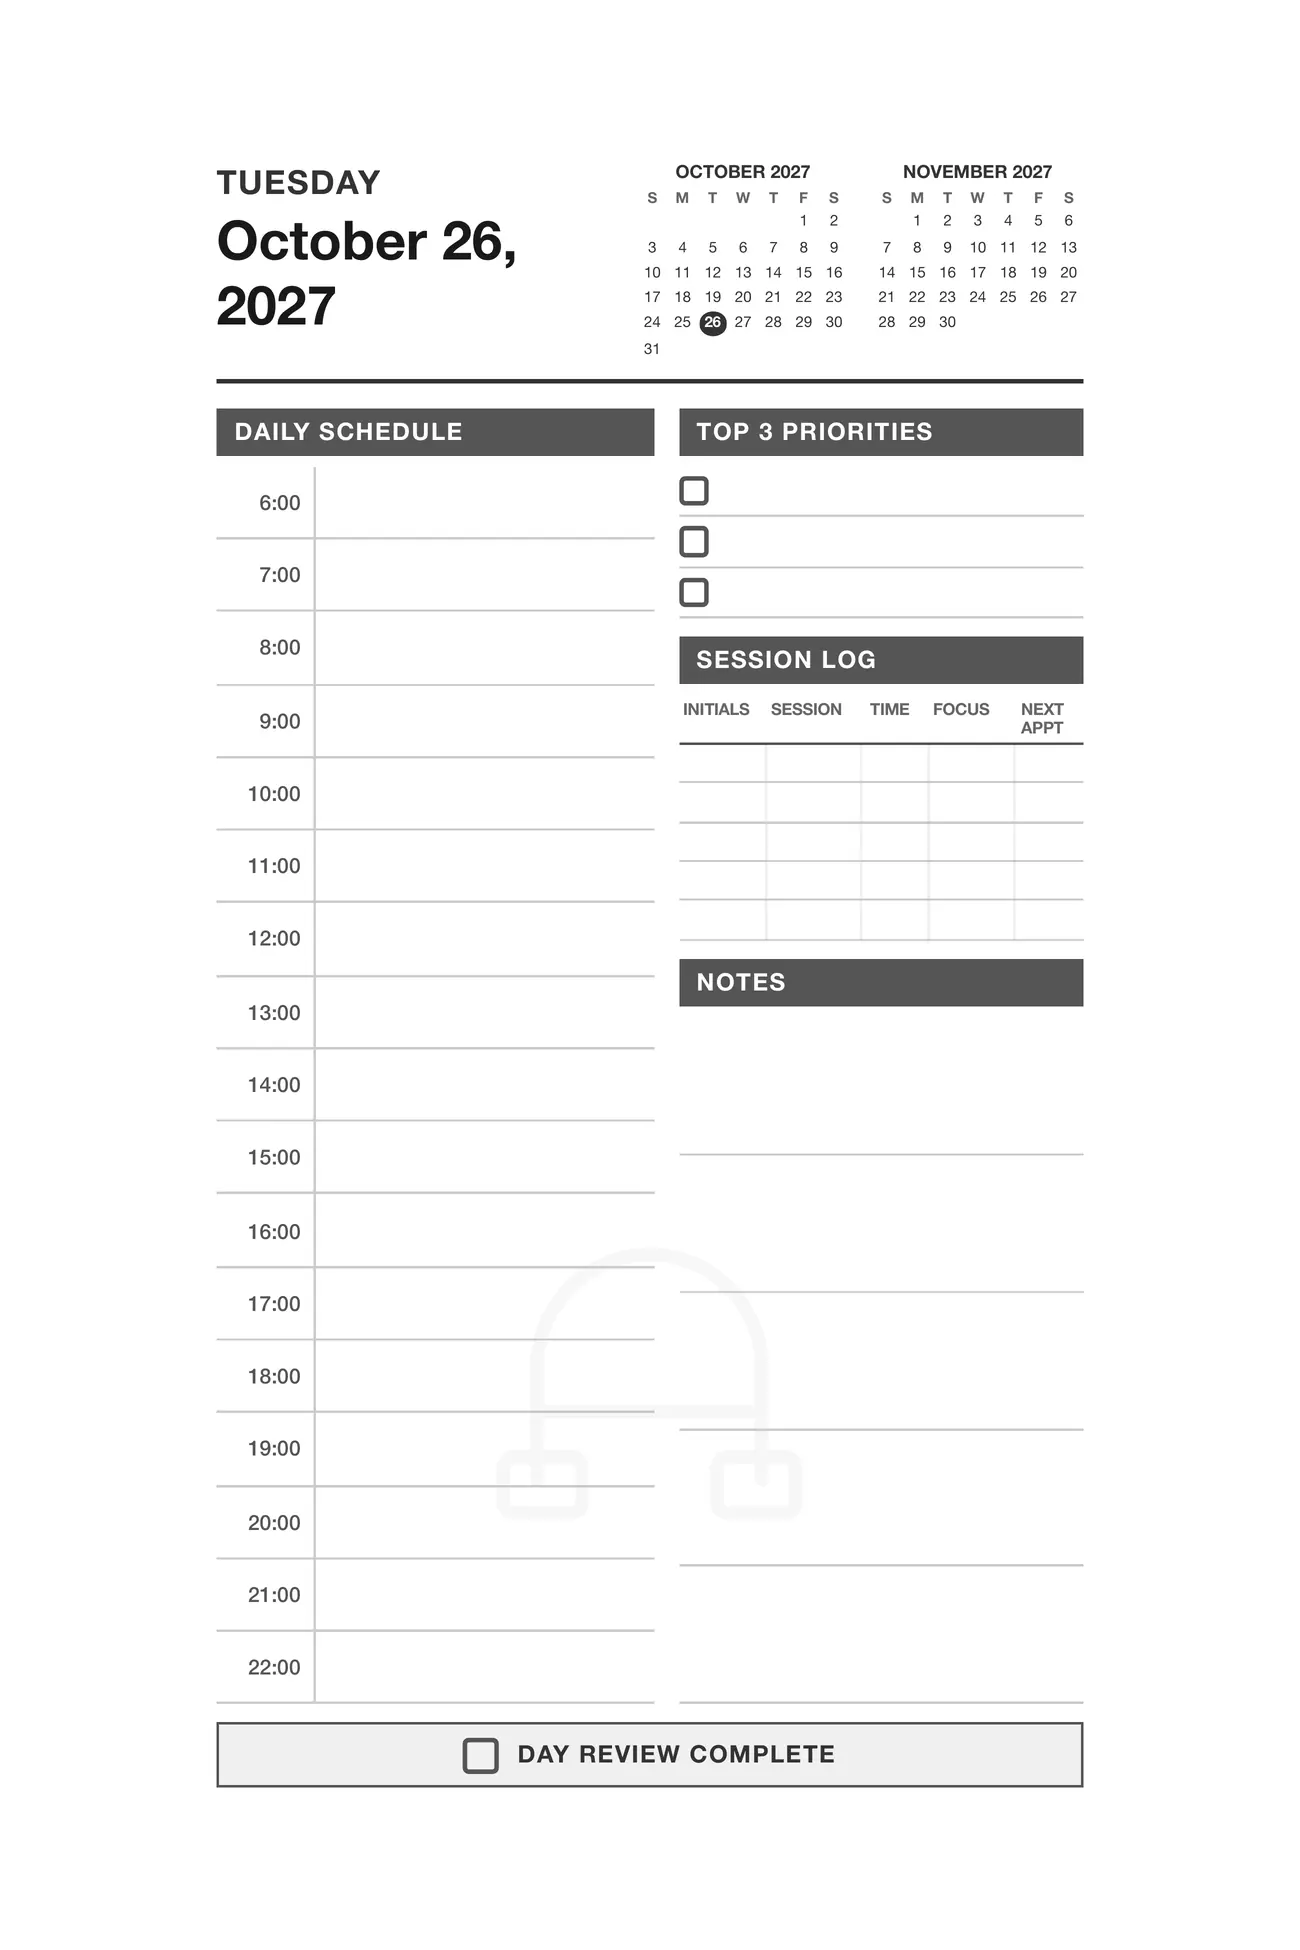 TUESDAY
October 26,
2027
OCTOBER 2027
S M T W T F S
1 2
3 4 5 6 7 8 9
10 11 12 13 14 15 16
17 18 19 20 21 22 23
24 25 26 27 28 29 30
31
NOVEMBER 2027
S M T W T F S
1 2 3 4 5 6
7 8 9 10 11 12 13
14 15 16 17 18 19 20
21 22 23 24 25 26 27
28 29 30
DAILY SCHEDULE
6:00
7:00
8:00
9:00
10:00
11:00
12:00
13:00
14:00
15:00
16:00
17:00
18:00
19:00
20:00
21:00
22:00
TOP 3 PRIORITIES
SESSION LOG
INITIALS SESSION TIME FOCUS NEXT
APPT
NOTES
DAY REVIEW COMPLETE